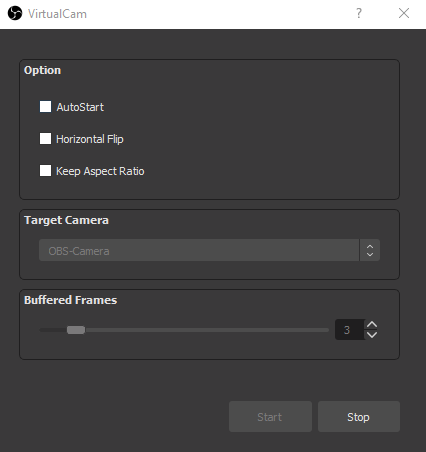 VirtualCam
?
Option
AutoStart
Horizontal Flip
Keep Aspect Ratio
Target Camera
OBS-Camera
Buffered Frames
3
Start
Stop